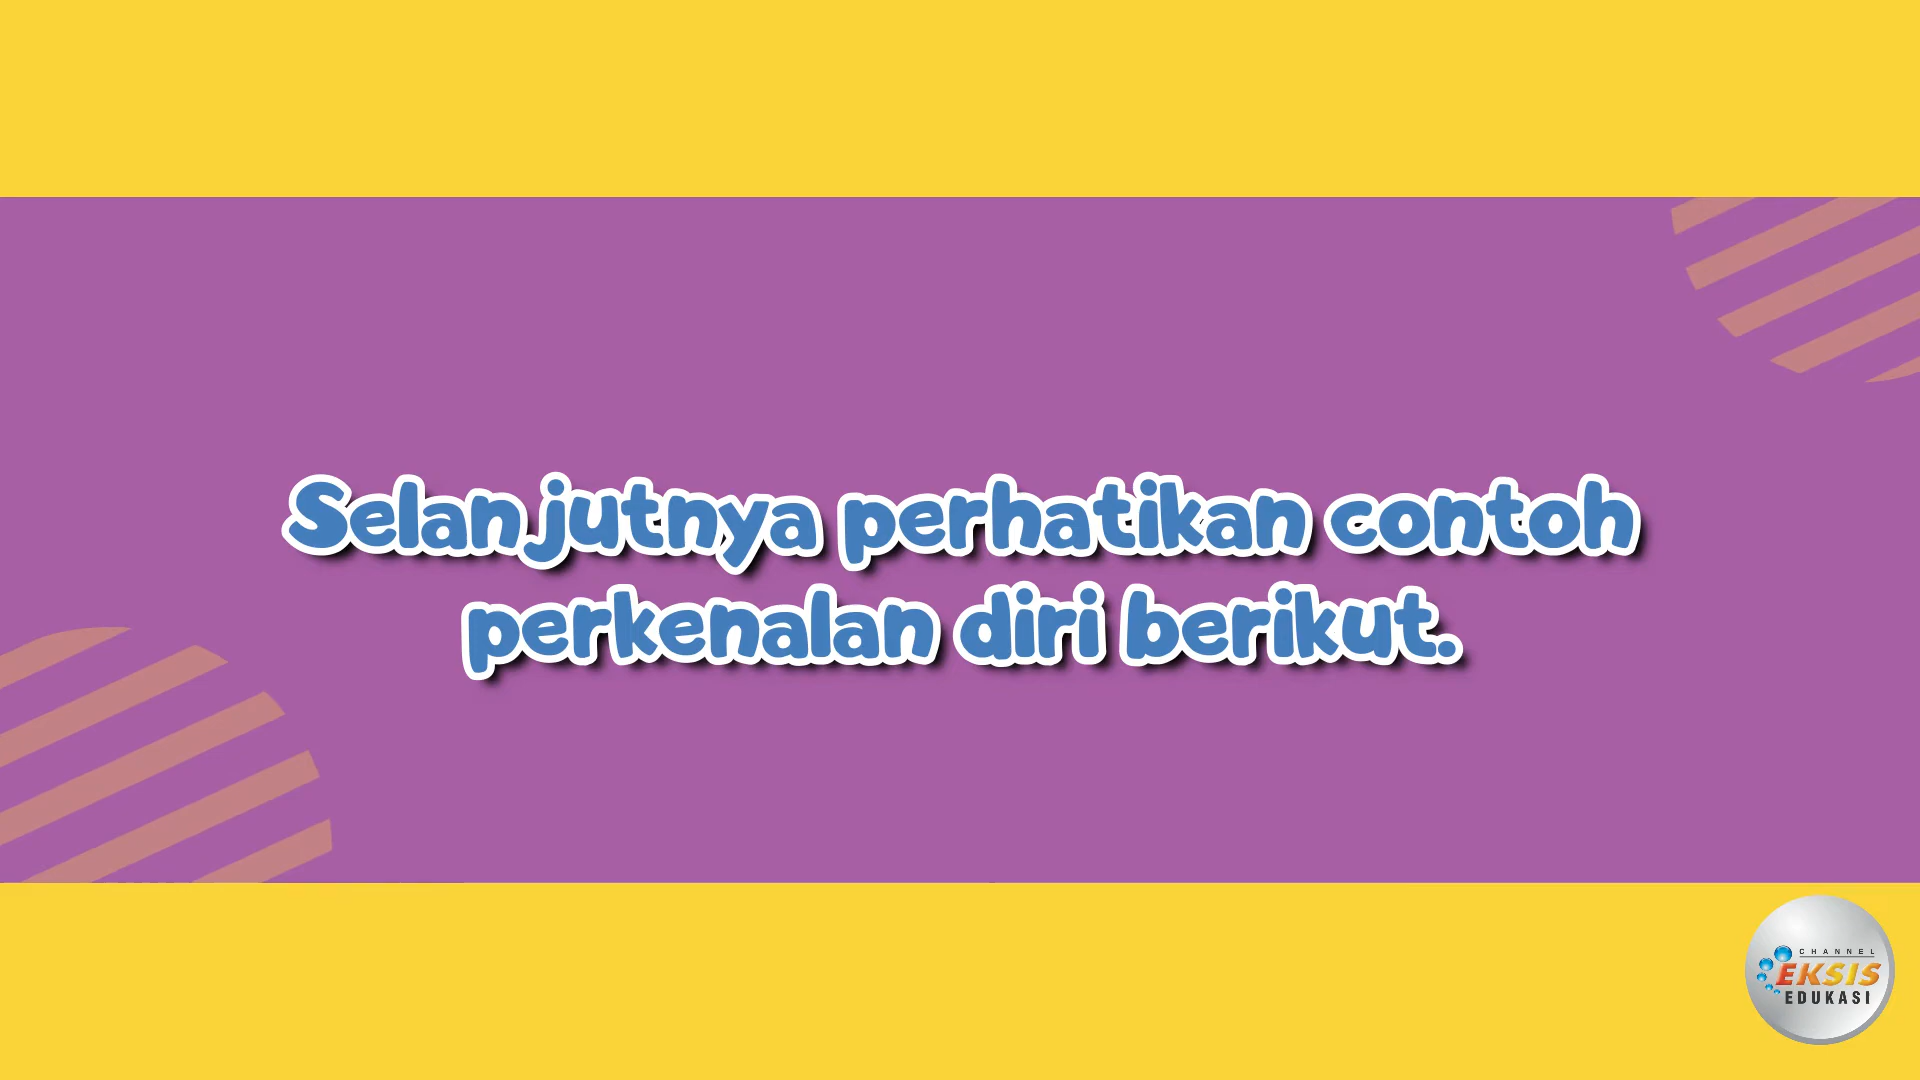 Selanjutnya perhatikan contoh
perkenalan diri berikut.
CHANNEL
EKSIS
EDUKASI